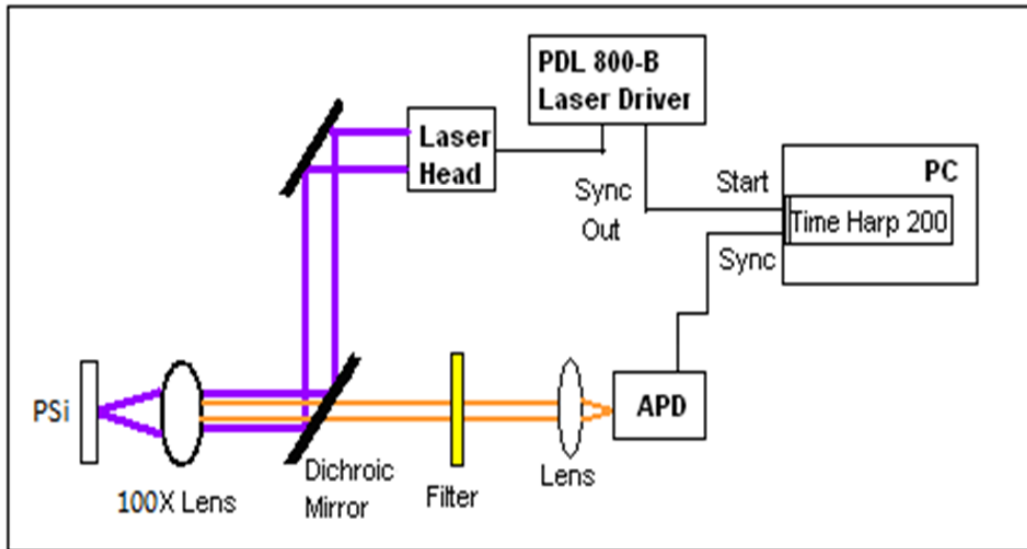 PDL 800-B
Laser Driver
Laser
Head
Sync
Out
Start
PC
Time Harp 200
Sync
PSi
100X Lens
Dichroic
Mirror
Filter
Lens
APD